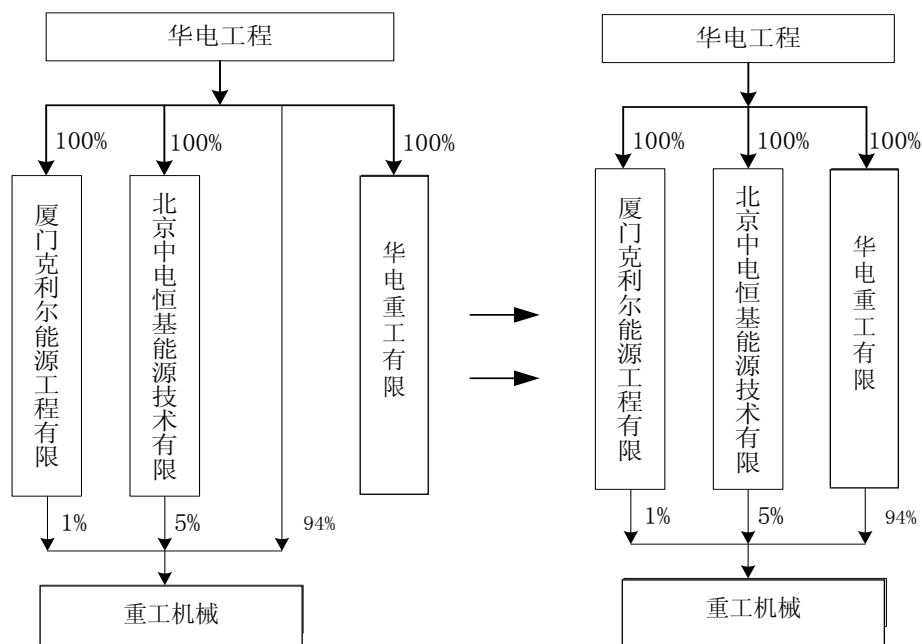 华电工程
100%
100%
100%
厦门克利尔能源工程有限
北京中电恒基能源技术有限
华电重工有限
1%
5%
94%
重工机械
华电工程
100%
100%
100%
厦门克利尔能源工程有限
北京中电恒基能源技术有限
华电重工有限
1%
5%
94%
重工机械